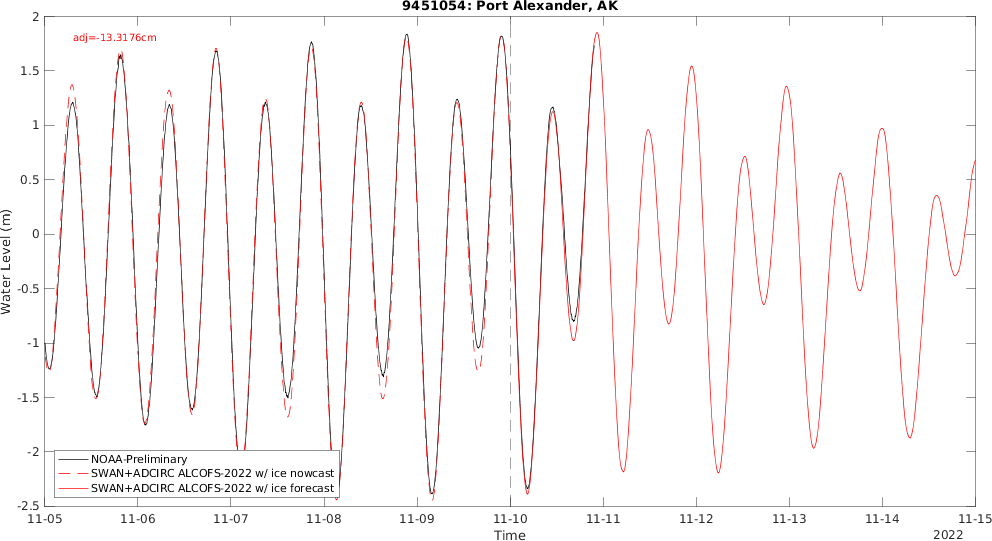 9451054: Port Alexander, AK
adj=-13.3176cm
2
1.5
1
0.5
0
-0.5
-1
-1.5
-2
-2.5
Water Level (m)
NOAA-Preliminary
SWAN+ADCIRC ALCOFS-2022 w/ ice nowcast
SWAN+ADCIRC ALCOFS-2022 w/ ice forecast
11-05 11-06 11-07 11-08 11-09 11-10 11-11 11-12 11-13 11-14 11-15
Time
2022